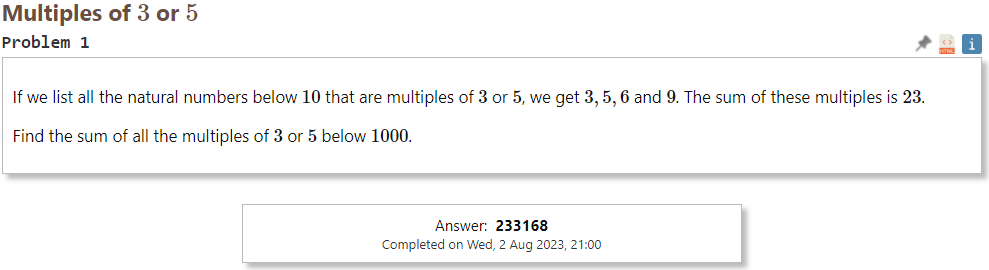 Multiples of 3 or 5
Problem 1
HTML
i
If we list all the natural numbers below 10 that are multiples of 3 or 5, we get 3, 5, 6 and 9. The sum of these multiples is 23.
Find the sum of all the multiples of 3 or 5 below 1000.
Answer: 233168
Completed on Wed, 2 Aug 2023, 21:00